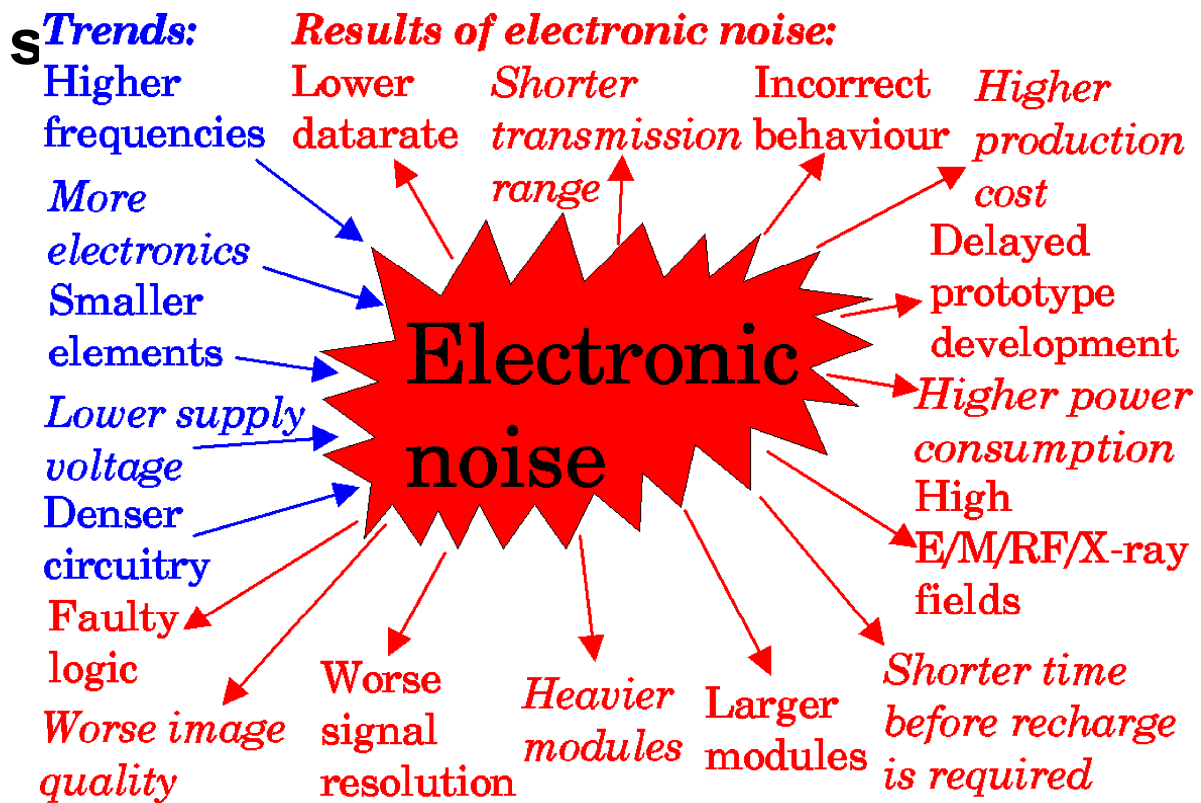 s
Trends:
Higher
frequencies
More
electronics
Smaller
elements
Lower supply
voltage
Denser
circuitry
Results of electronic noise:
Lower
datarate
Shorter
transmission
range
Incorrect
behaviour
Higher
production
cost
Delayed
prototype
development
Higher power
consumption
High
E/M/RF/X-ray
fields
Shorter time
before recharge
is required
Larger
modules
Heavier
modules
Worse
signal
resolution
Worse image
quality
Faulty
logic
Electronic
noise